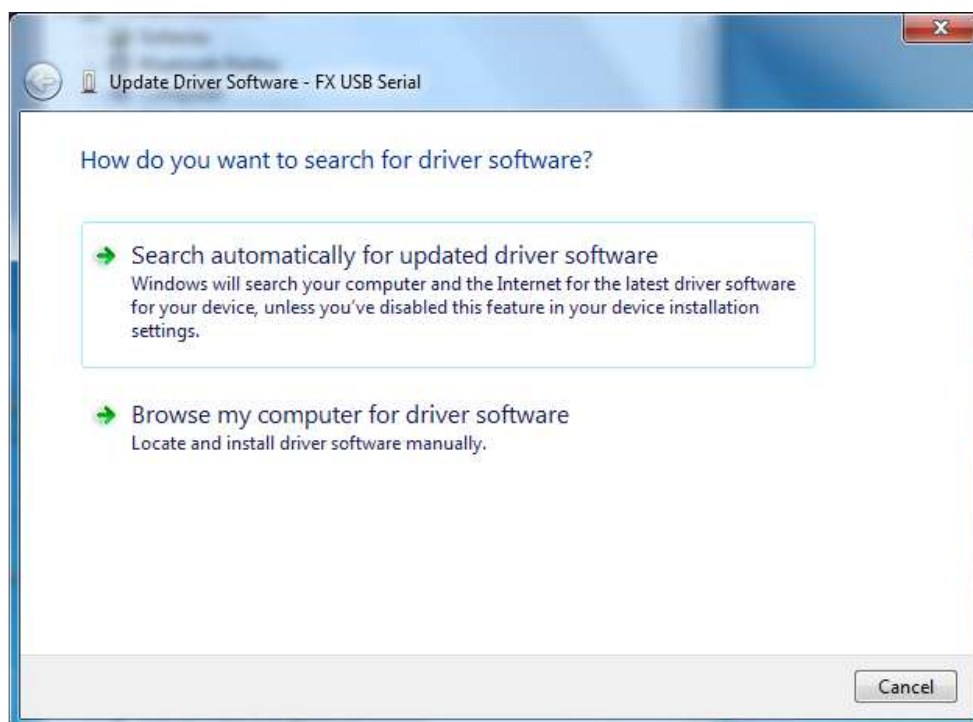 Update Driver Software - FX USB Serial
How do you want to search for driver software?
Search automatically for updated driver software
Windows will search your computer and the Internet for the latest driver software
for your device, unless you've disabled this feature in your device installation
settings.
Browse my computer for driver software
Locate and install driver software manually.
Cancel